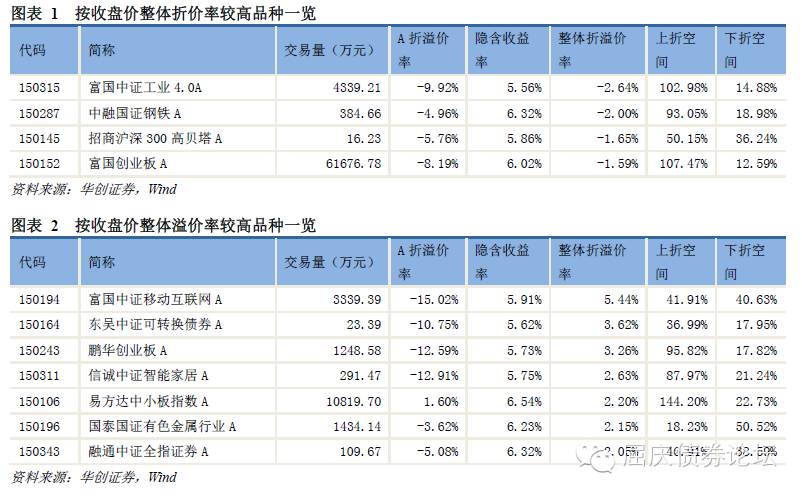 图表 1 按收盘价整体折价率较高品种一览
代码 简称 交易量（万元） A 折溢价率 隐含收益率 整体折溢价率 上折空间 下折空间
150315 富国中证工业 4.0A 4339.21 -9.92% 5.56% -2.64% 102.98% 14.88%
150287 中融国证钢铁 A 384.66 -4.96% 6.32% -2.00% 93.05% 18.98%
150145 招商沪深 300 高贝塔 A 16.23 -5.76% 5.86% -1.65% 50.15% 36.24%
150152 富国创业板 A 61676.78 -8.19% 6.02% -1.59% 107.47% 12.59%
资料来源：华创证券，Wind
图表 2 按收盘价整体溢价率较高品种一览
代码 简称 交易量（万元） A 折溢价率 隐含收益率 整体折溢价率 上折空间 下折空间
150194 富国中证移动互联网 A 3339.39 -15.02% 5.91% 5.44% 41.91% 40.63%
150164 东吴中证可转换债券 A 23.39 -10.75% 5.62% 3.62% 36.99% 17.95%
150243 鹏华创业板 A 1248.58 -12.59% 5.73% 3.26% 95.82% 17.82%
150311 信诚中证智能家居 A 291.47 -12.91% 5.75% 2.63% 87.97% 21.24%
150106 易方达中小板指数 A 10819.70 1.60% 6.54% 2.20% 144.20% 22.73%
150196 国泰国证有色金属行业 A 1434.14 -3.62% 6.23% 2.15% 18.23% 50.52%
150343 融通中证全指证券 A 109.67 -5.08% 6.32% 2.05%
屈庆债券论坛
资料来源：华创证券，Wind